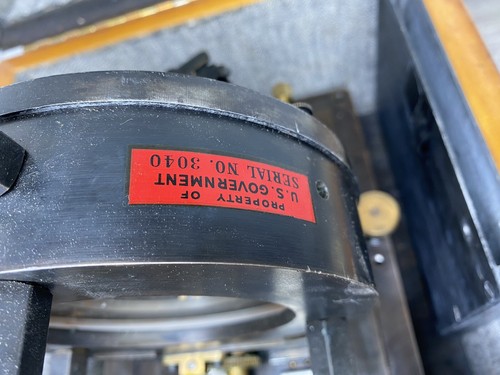 PROPERTY OF
U.S. GOVERNMENT
SERIAL NO. 3040